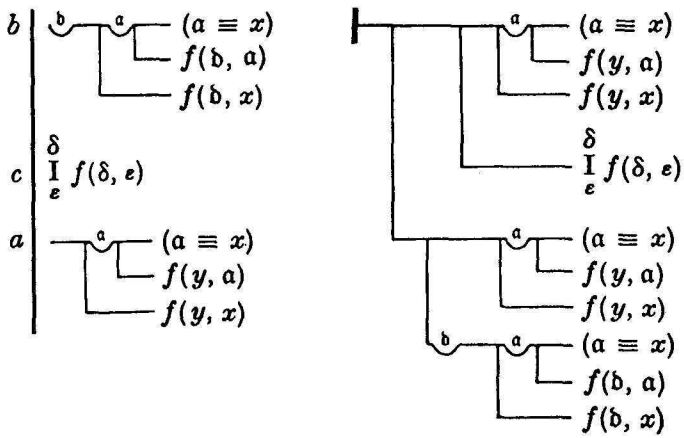 b 𝔡 𝔞 (𝔞 ≡ x)
f(𝔡, 𝔞)
f(𝔡, x)
δ
c I f(δ, ε)
ε
a 𝔞 (𝔞 ≡ x)
f(y, 𝔞)
f(y, x)
𝔞 (𝔞 ≡ x)
f(y, 𝔞)
f(y, x)
δ
I f(δ, ε)
ε
𝔞 (𝔞 ≡ x)
f(y, 𝔞)
f(y, x)
𝔡 𝔞 (𝔞 ≡ x)
f(𝔡, 𝔞)
f(𝔡, x)